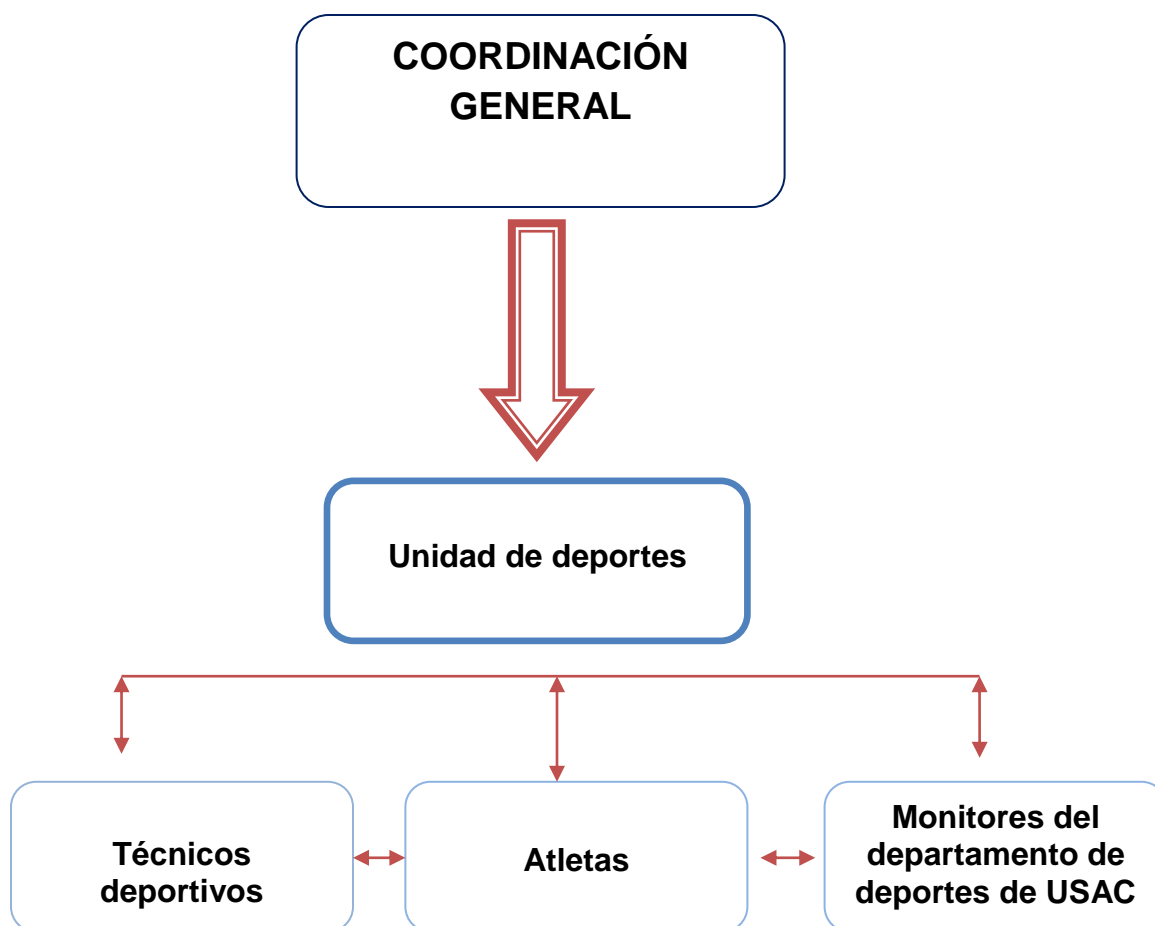 COORDINACIÓN
GENERAL
Unidad de deportes
Técnicos
deportivos
Atletas
Monitores del
departamento de
deportes de USAC